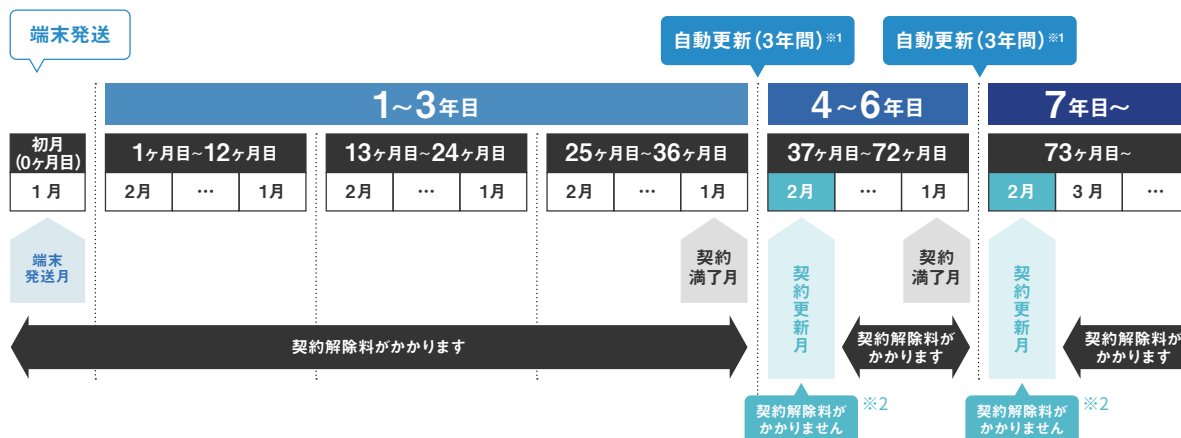 端末発送
自動更新(3年間)※1
自動更新(3年間)※1
1～3年目
4～6年目
7年目～
初月
(0ヶ月目)
1ヶ月目～12ヶ月目
13ヶ月目～24ヶ月目
25ヶ月目～36ヶ月目
37ヶ月目～72ヶ月目
73ヶ月目～
1月
2月 … 1月
2月 … 1月
2月 … 1月
2月 … 1月
2月 3月 …
端末
発送月
契約
満了月
契約更新月
契約
満了月
契約更新月
契約解除料がかかります
契約解除料が
かかります
契約解除料が
かかります
契約解除料が
かかりません
※2
契約解除料が
かかりません
※2